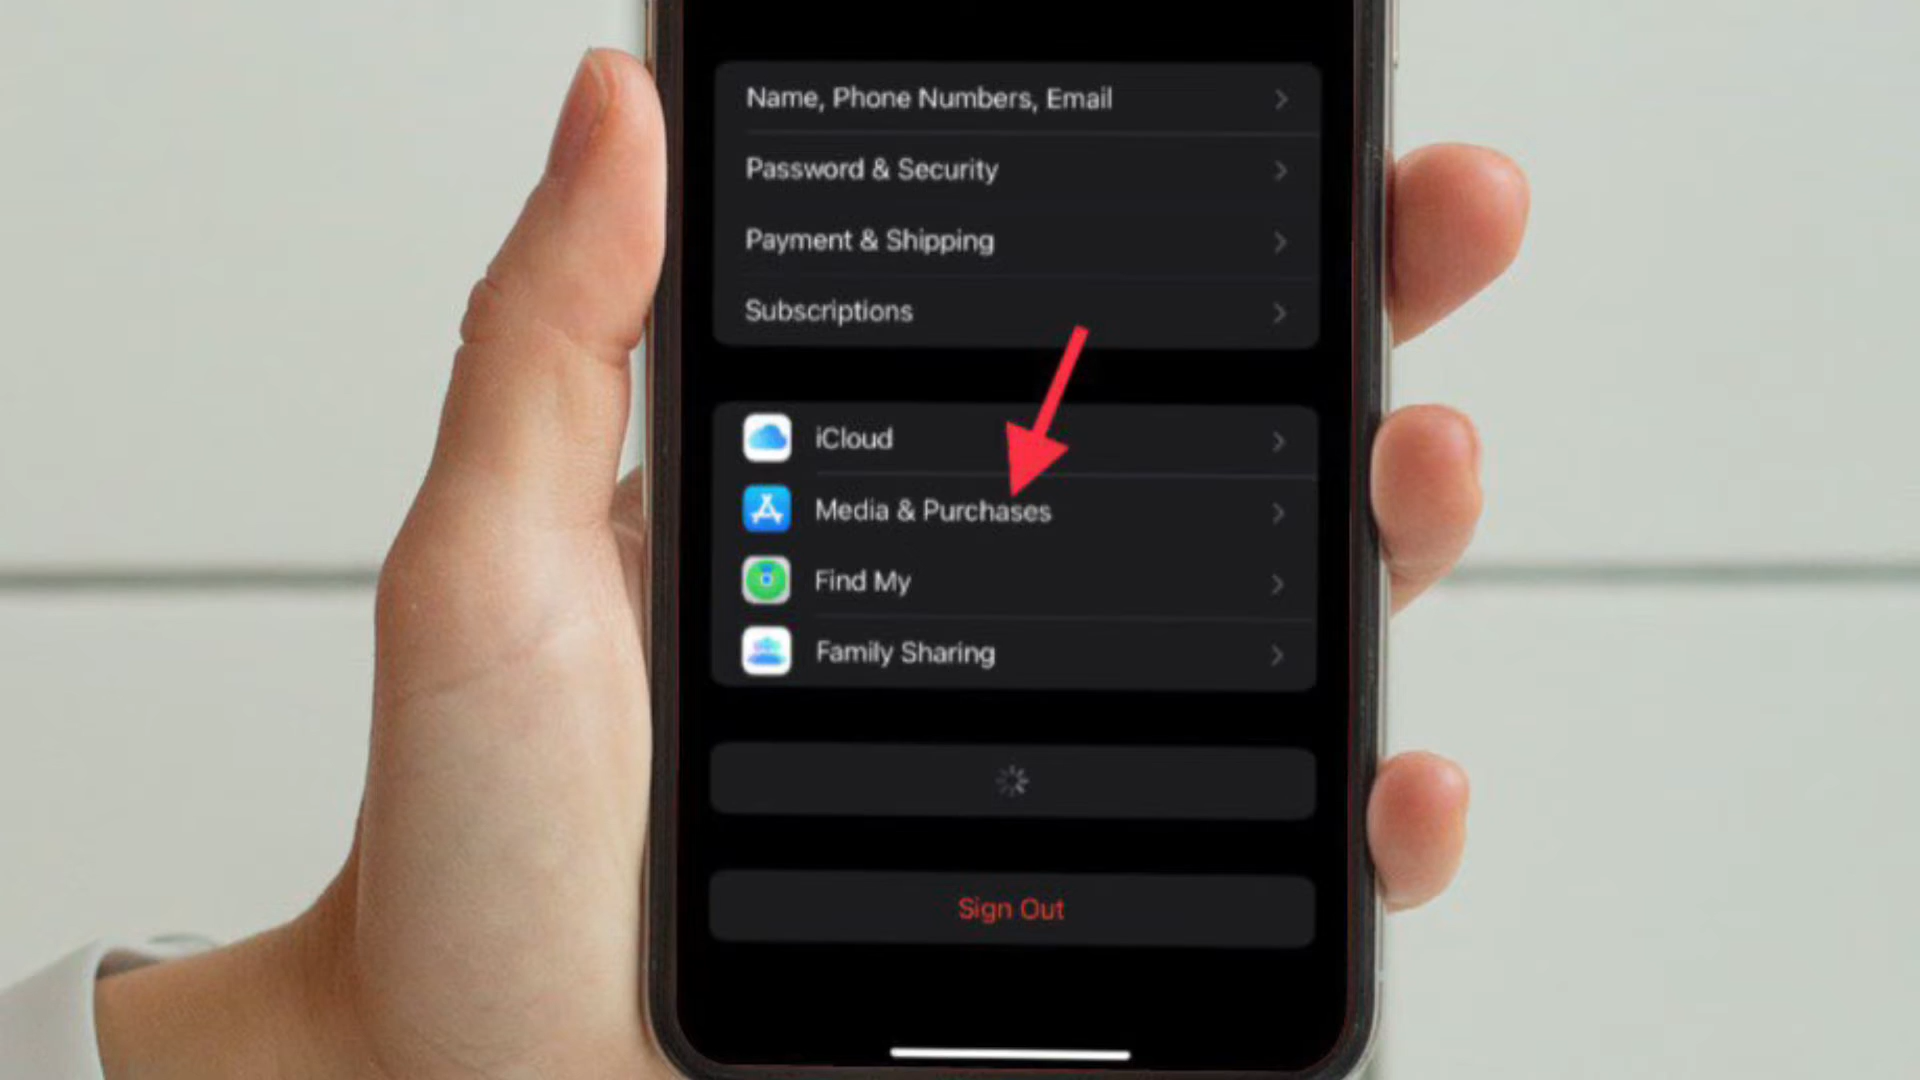 Name, Phone Numbers, Email
Password & Security
Payment & Shipping
Subscriptions
iCloud
Media & Purchases
Find My
Family Sharing
Sign Out